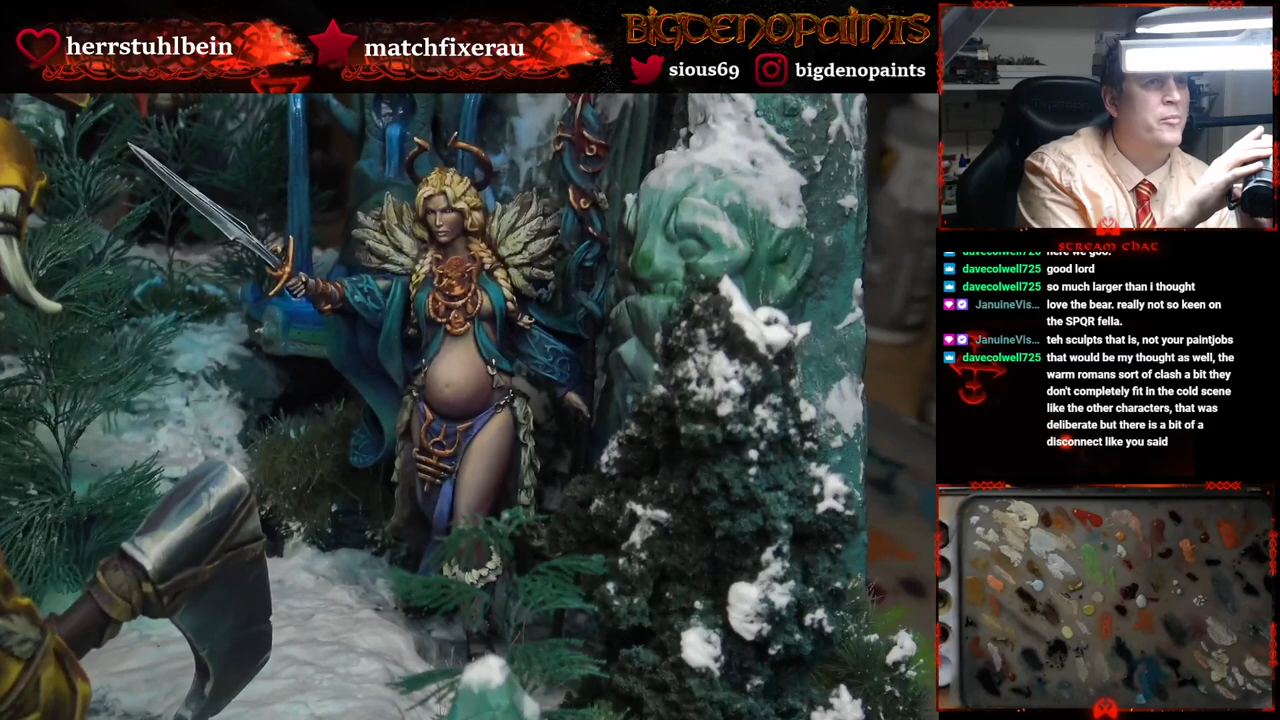 herrstuhlbein
matchfixerau
BIGDENOPAINTS
sious69
bigdenopaints
STREAM CHAT
here we goo.
davecolwell725 good lord
davecolwell725 so much larger than i thought
JanuineVis... love the bear. really not so keen on
the SPQR fella.
JanuineVis... teh sculpts that is, not your paintjobs
davecolwell725 that would be my thought as well, the
warm romans sort of clash a bit they
don't completely fit in the cold scene
like the other characters, that was
deliberate but there is a bit of a
disconnect like you said